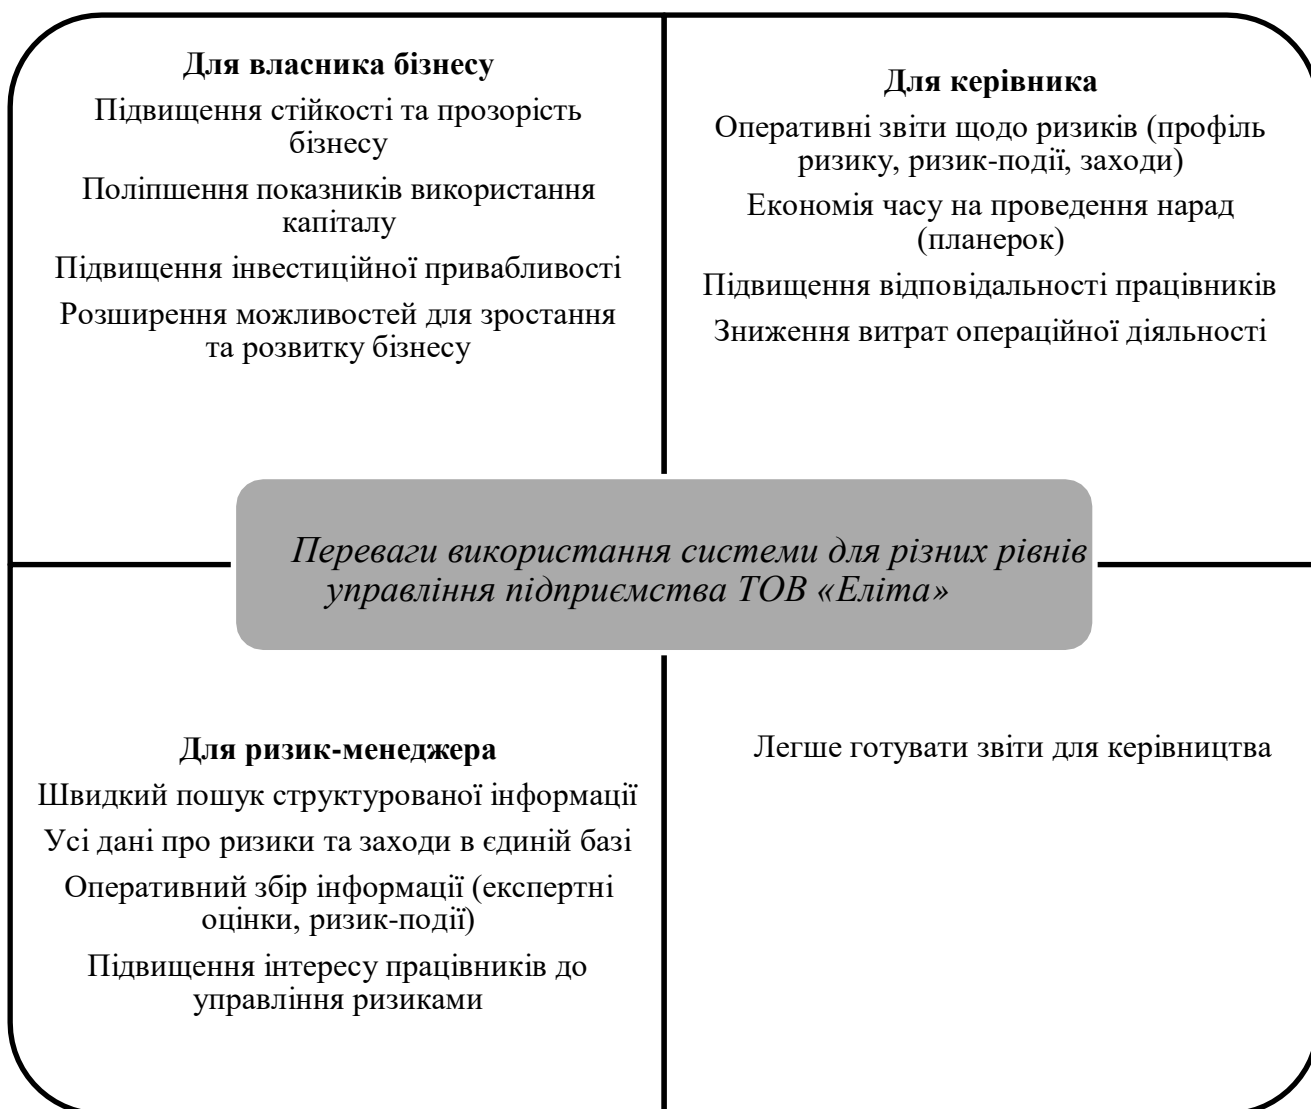 Для власника бізнесу
Підвищення стійкості та прозорість
бізнесу
Поліпшення показників використання
капіталу
Підвищення інвестиційної привабливості
Розширення можливостей для зростання
та розвитку бізнесу
Для керівника
Оперативні звіти щодо ризиків (профіль
ризику, ризик-події, заходи)
Економія часу на проведення нарад
(планерок)
Підвищення відповідальності працівників
Зниження витрат операційної діяльності
Переваги використання системи для різних рівнів
управління підприємства ТОВ «Еліта»
Для ризик-менеджера
Швидкий пошук структурованої інформації
Усі дані про ризики та заходи в єдиній базі
Оперативний збір інформації (експертні
оцінки, ризик-події)
Підвищення інтересу працівників до
управління ризиками
Легше готувати звіти для керівництва